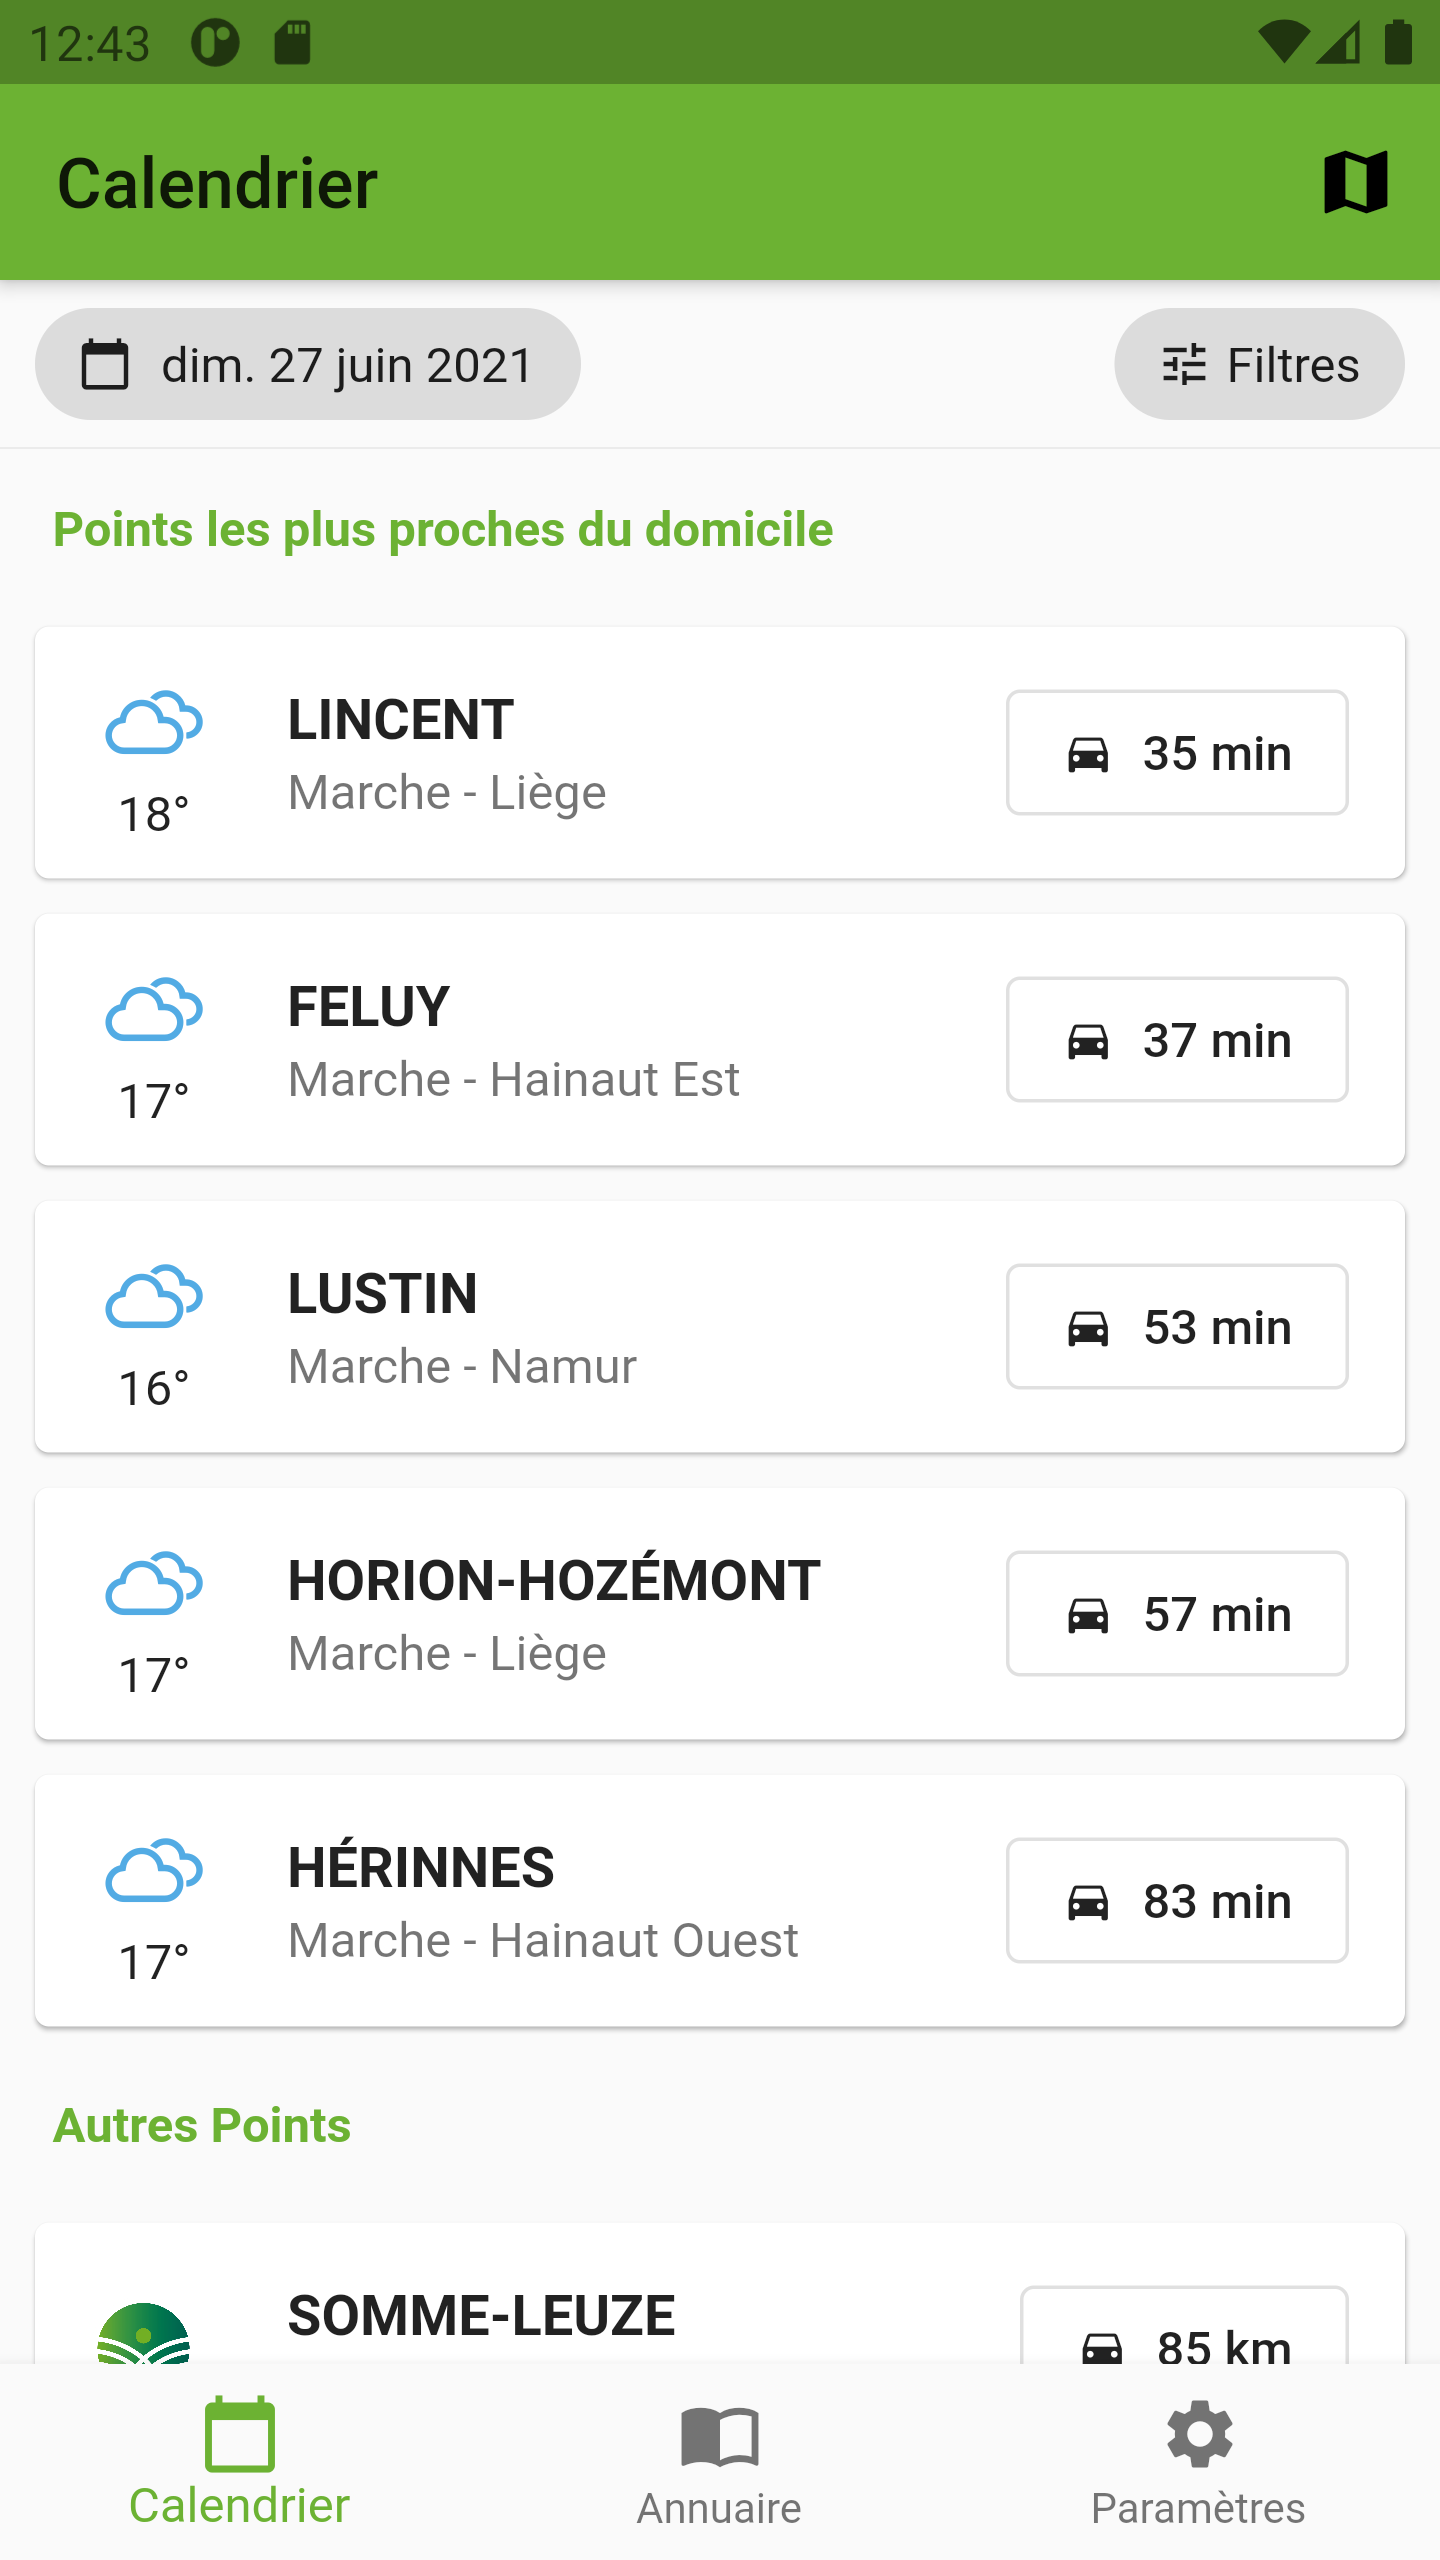 12:43
Calendrier
dim. 27 juin 2021
Filtres
Points les plus proches du domicile
LINCENT
Marche - Liège
18°
35 min
FELUY
Marche - Hainaut Est
17°
37 min
LUSTIN
Marche - Namur
16°
53 min
HORION-HOZÉMONT
Marche - Liège
17°
57 min
HÉRINNES
Marche - Hainaut Ouest
17°
83 min
Autres Points
SOMME-LEUZE
85 km
Calendrier
Annuaire
Paramètres